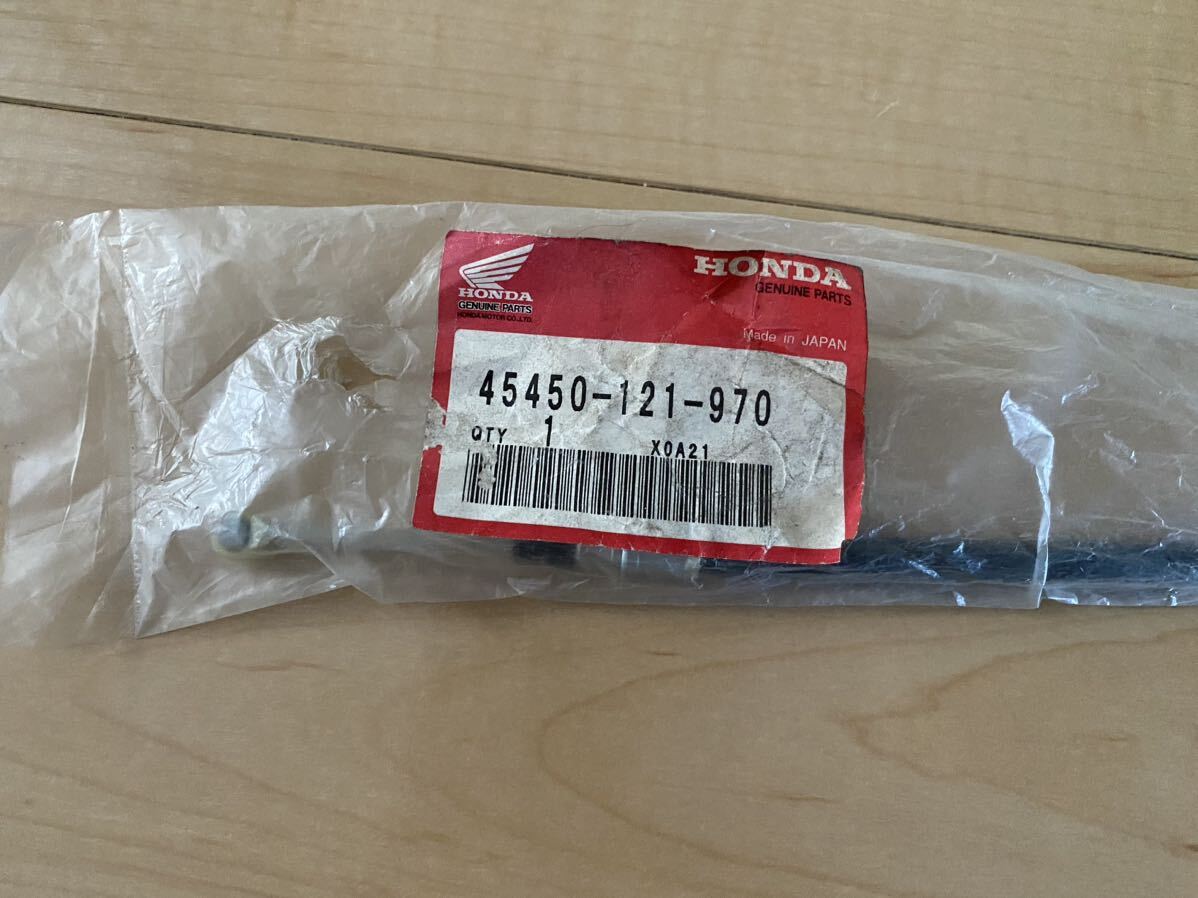 HONDA
GENUINE PARTS
HONDA MOTOR CO.,LTD.
HONDA
GENUINE PARTS
Made in JAPAN
45450-121-970
QTY 1 X0A21